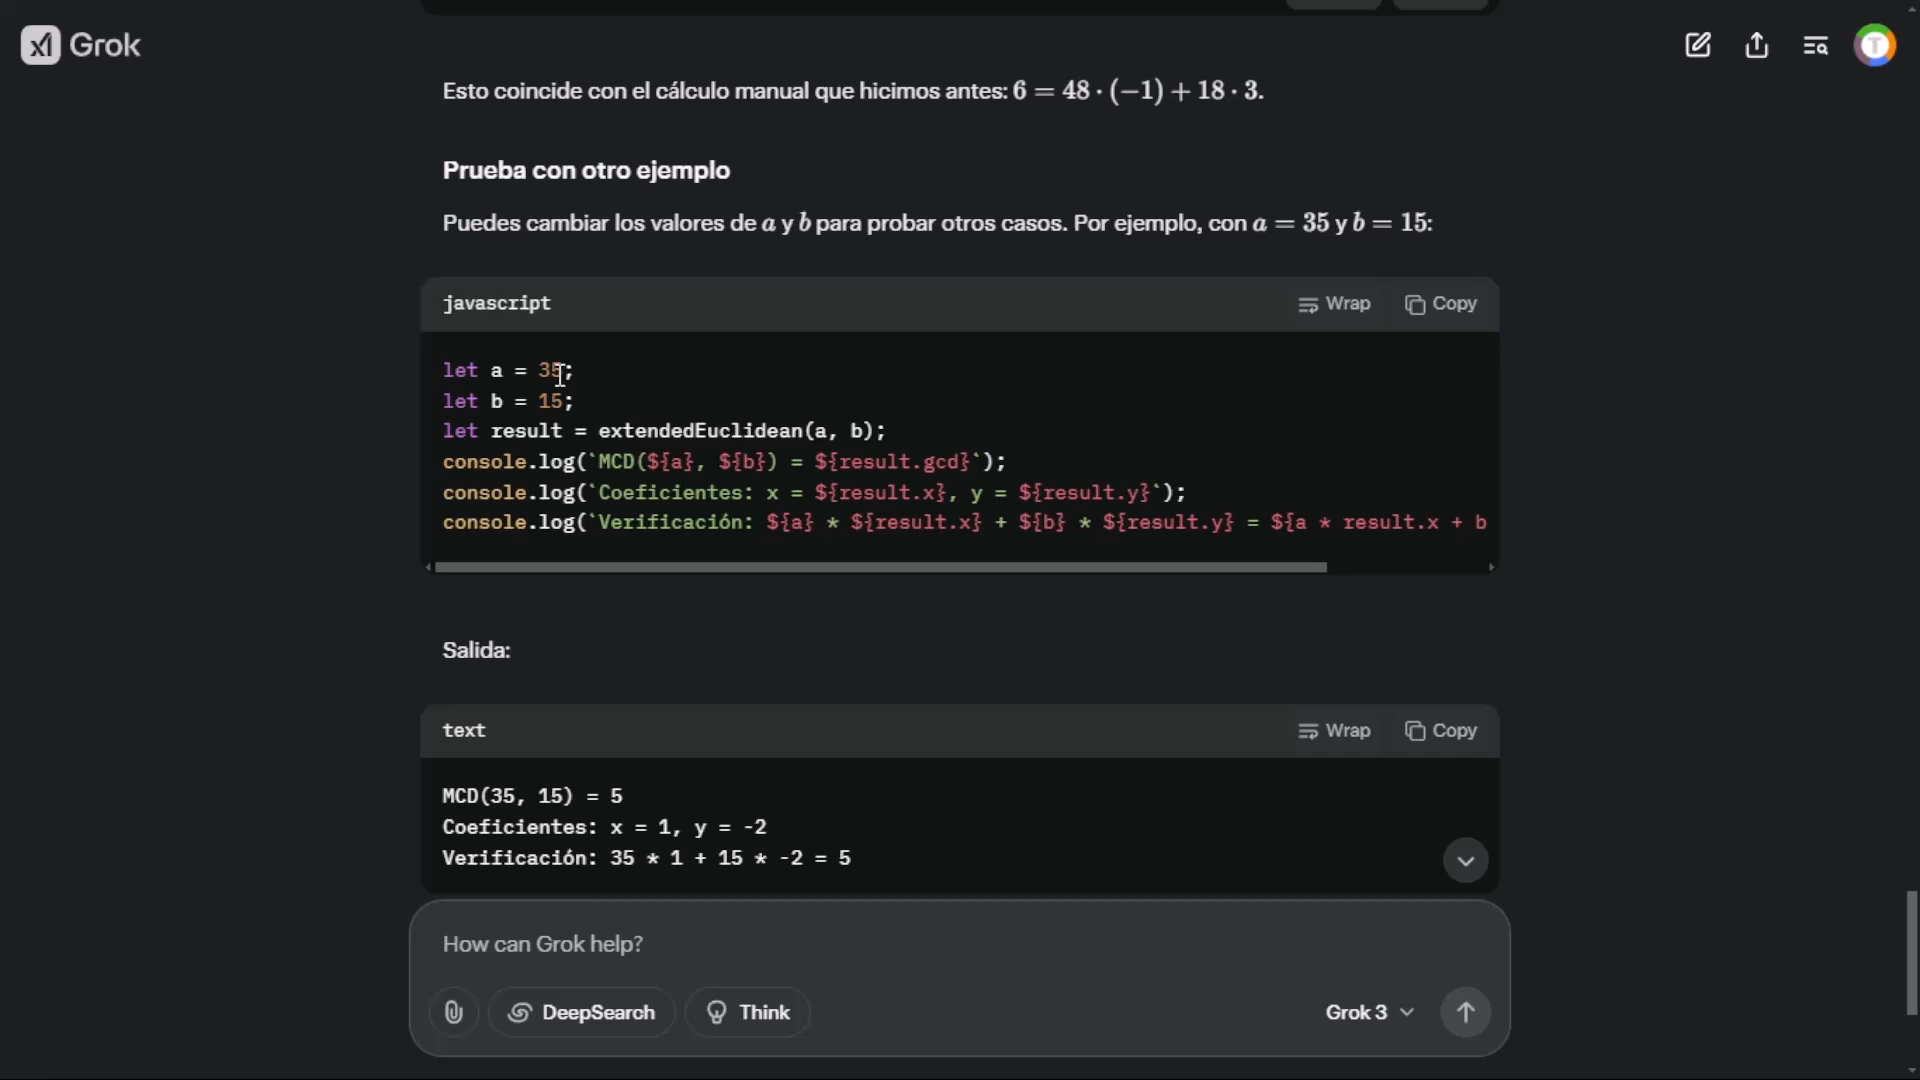 Grok
Esto coincide con el cálculo manual que hicimos antes: 6 = 48 · (−1) + 18 · 3.
Prueba con otro ejemplo
Puedes cambiar los valores de a y b para probar otros casos. Por ejemplo, con a = 35 y b = 15:
javascript
Wrap
Copy
let a = 35;
let b = 15;
let result = extendedEuclidean(a, b);
console.log(`MCD(${a}, ${b}) = ${result.gcd}`);
console.log(`Coeficientes: x = ${result.x}, y = ${result.y}`);
console.log(`Verificación: ${a} * ${result.x} + ${b} * ${result.y} = ${a * result.x + b
Salida:
text
Wrap
Copy
MCD(35, 15) = 5
Coeficientes: x = 1, y = -2
Verificación: 35 * 1 + 15 * -2 = 5
How can Grok help?
DeepSearch
Think
Grok 3
T